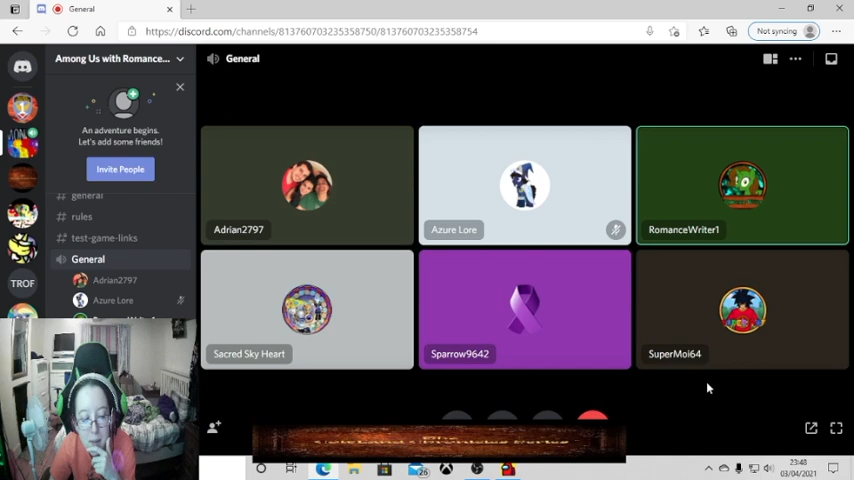 General
https://discord.com/channels/813760703235358750/813760703235358754
Not syncing
Among Us with Romance...
General
An adventure begins.
Let's add some friends!
Invite People
general
rules
test-game-links
General
Adrian2797
Azure Lore
TROF
Adrian2797
Azure Lore
RomanceWriter1
Sacred Sky Heart
Sparrow9642
SuperMoi64
26
23:48
03/04/2021